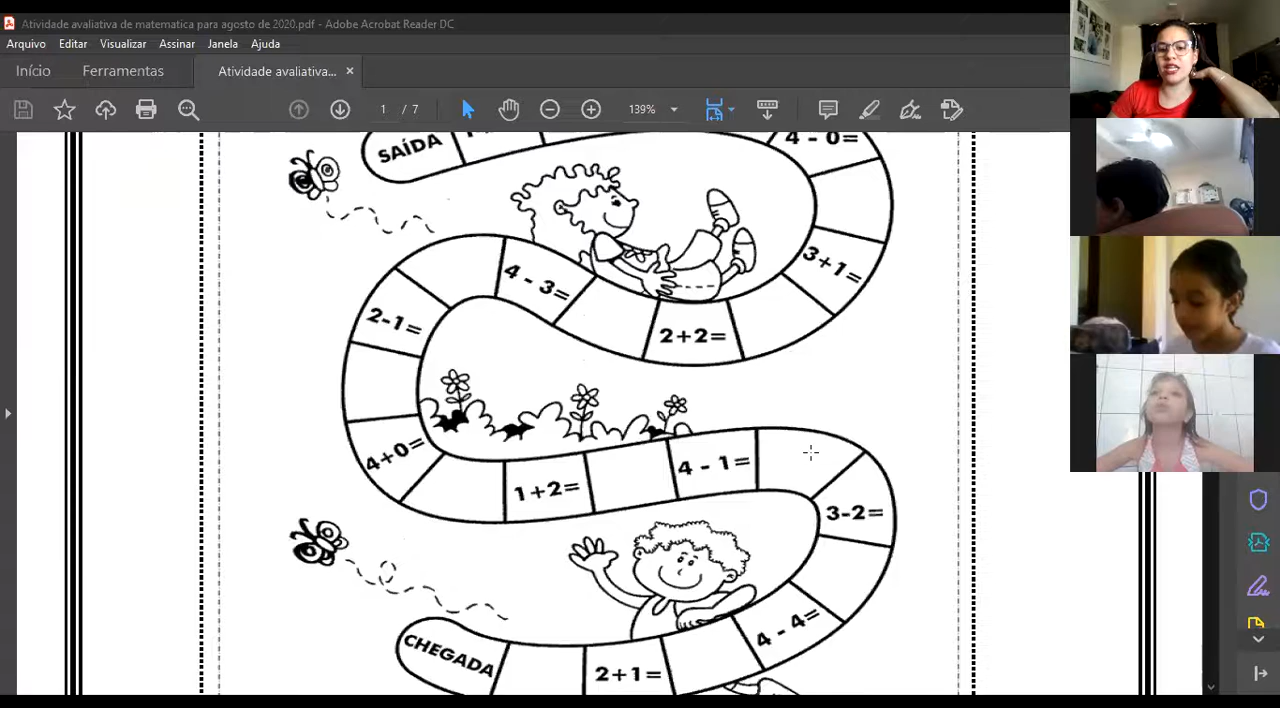 Atividade avaliativa de matematica para agosto de 2020.pdf - Adobe Acrobat Reader DC
Arquivo Editar Visualizar Assinar Janela Ajuda
Início Ferramentas Atividade avaliativa... ×
1 / 7 139%
SAÍDA
4 - 0=
3+1=
2+2=
4 - 3=
2-1=
4+0=
1+2=
4 - 1=
3-2=
4 - 4=
2+1=
CHEGADA